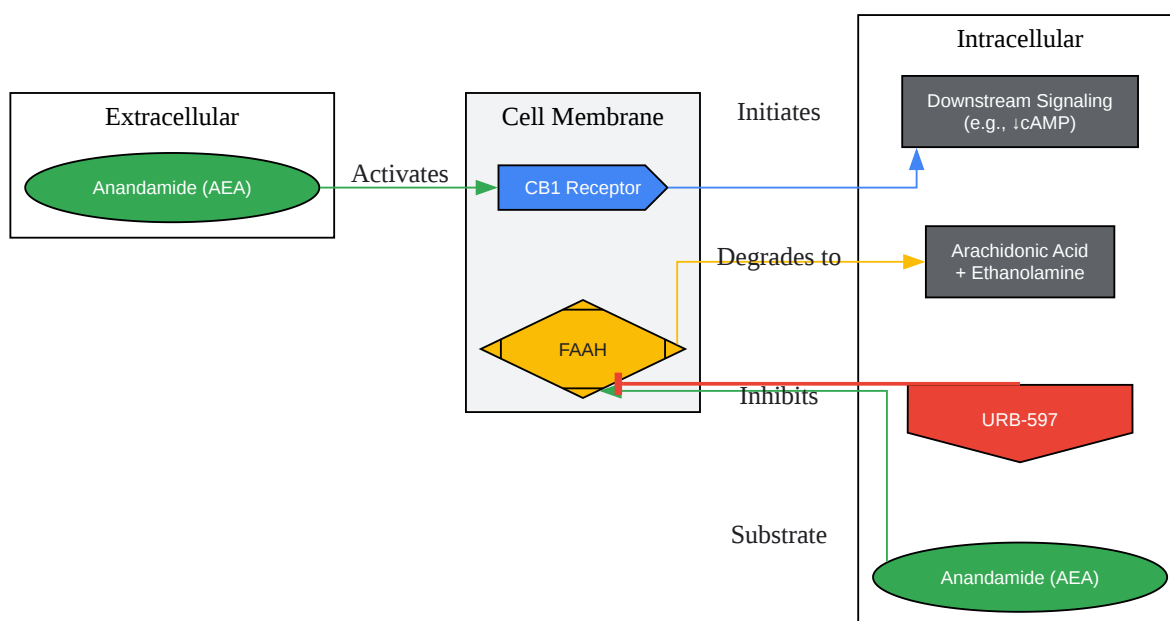 Extracellular
Anandamide (AEA)
Activates
Cell Membrane
CB1 Receptor
FAAH
Initiates
Degrades to
Inhibits
Substrate
Intracellular
Downstream Signaling
(e.g., ↓cAMP)
Arachidonic Acid
+ Ethanolamine
URB-597
Anandamide (AEA)